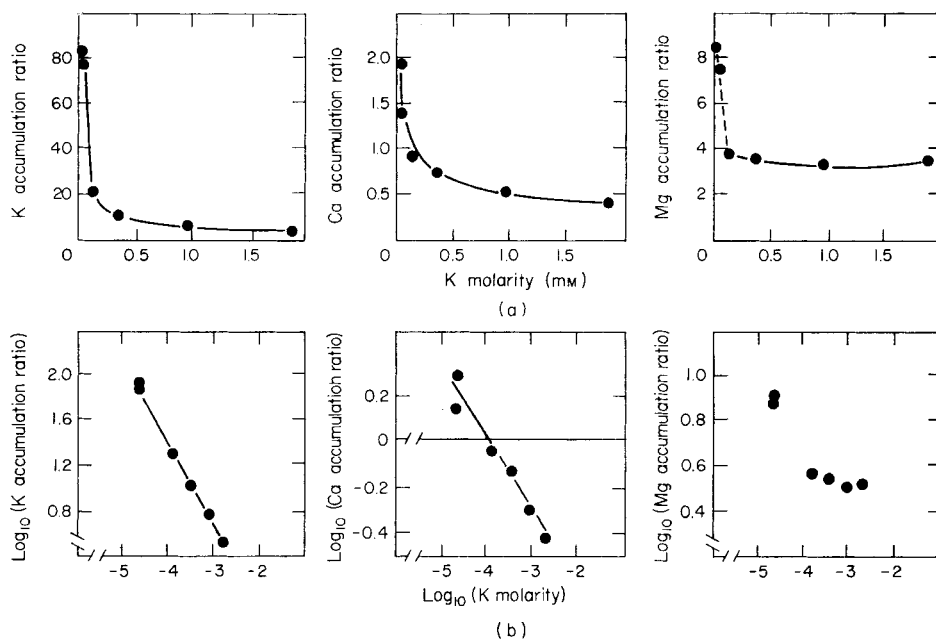 K accumulation ratio
80
60
40
20
0
0.5
1.0
1.5
Ca accumulation ratio
2.0
1.5
1.0
0.5
0
0.5
1.0
1.5
Mg accumulation ratio
8
6
4
2
0
0.5
1.0
1.5
K molarity (mM)
(a)
Log10 (K accumulation ratio)
2.0
1.6
1.2
0.8
-5 -4 -3 -2
Log10 (Ca accumulation ratio)
0.2
0
-0.2
-0.4
-5 -4 -3 -2
Log10 (Mg accumulation ratio)
1.0
0.8
0.6
0.4
-5 -4 -3 -2
Log10 (K molarity)
(b)